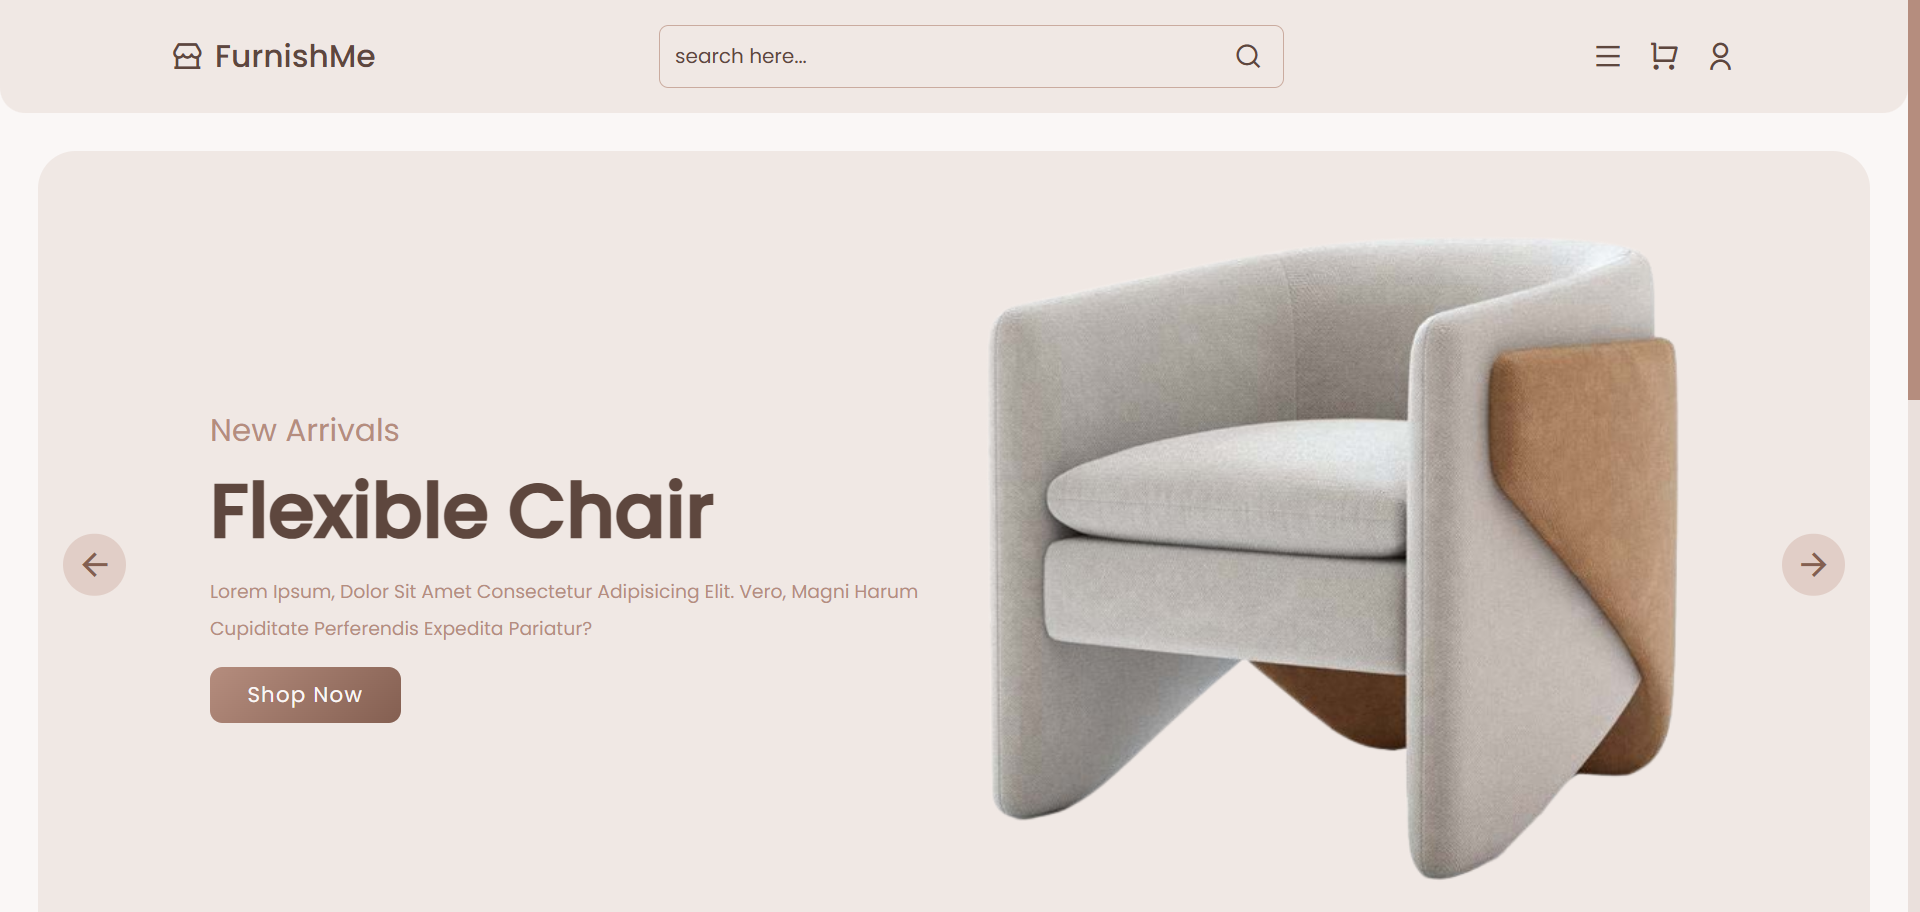 FurnishMe
search here...
New Arrivals
Flexible Chair
Lorem Ipsum, Dolor Sit Amet Consectetur Adipisicing Elit. Vero, Magni Harum
Cupiditate Perferendis Expedita Pariatur?
Shop Now